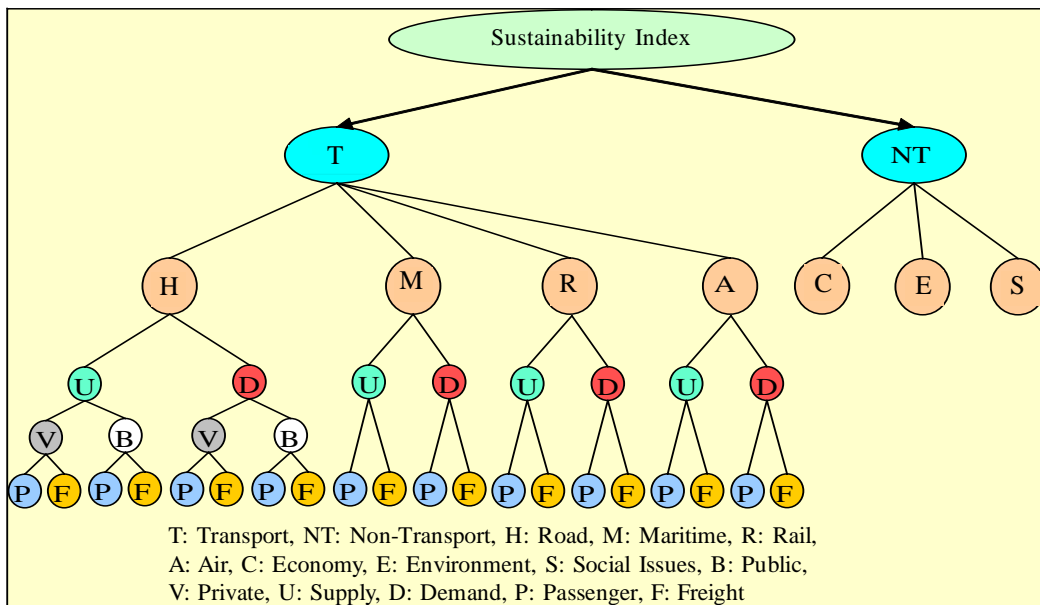 Sustainability Index
T NT
H M R A C E S
U D U D U D U D
V B V B
P F P F P F P F P F P F P F P F P F P F
T: Transport, NT: Non-Transport, H: Road, M: Maritime, R: Rail,
A: Air, C: Economy, E: Environment, S: Social Issues, B: Public,
V: Private, U: Supply, D: Demand, P: Passenger, F: Freight